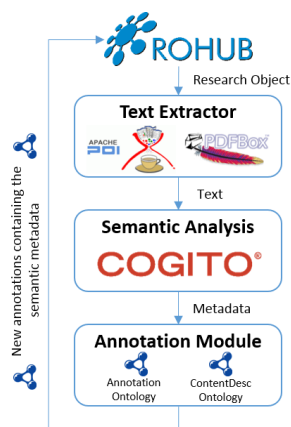 ROHUB
Research Object
Text Extractor
APACHE
POI
PDFBox
Text
Semantic Analysis
COGITO®
Metadata
Annotation Module
Annotation
Ontology
ContentDesc
Ontology
New annotations containing the
semantic metadata